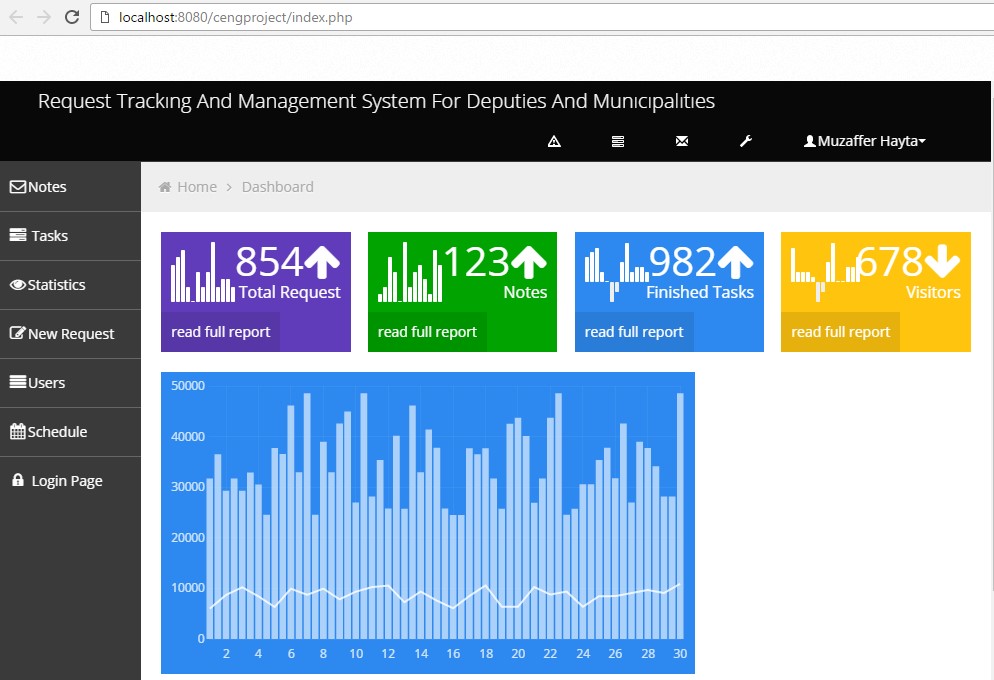 localhost:8080/cengproject/index.php
Request Trackıng And Management System For Deputies And Munıcıpalıtıes
Muzaffer Hayta
Notes
Tasks
Statistics
New Request
Users
Schedule
Login Page
Home > Dashboard
854
Total Request
read full report
123
Notes
read full report
982
Finished Tasks
read full report
678
Visitors
read full report
50000
40000
30000
20000
10000
0
2 4 6 8 10 12 14 16 18 20 22 24 26 28 30